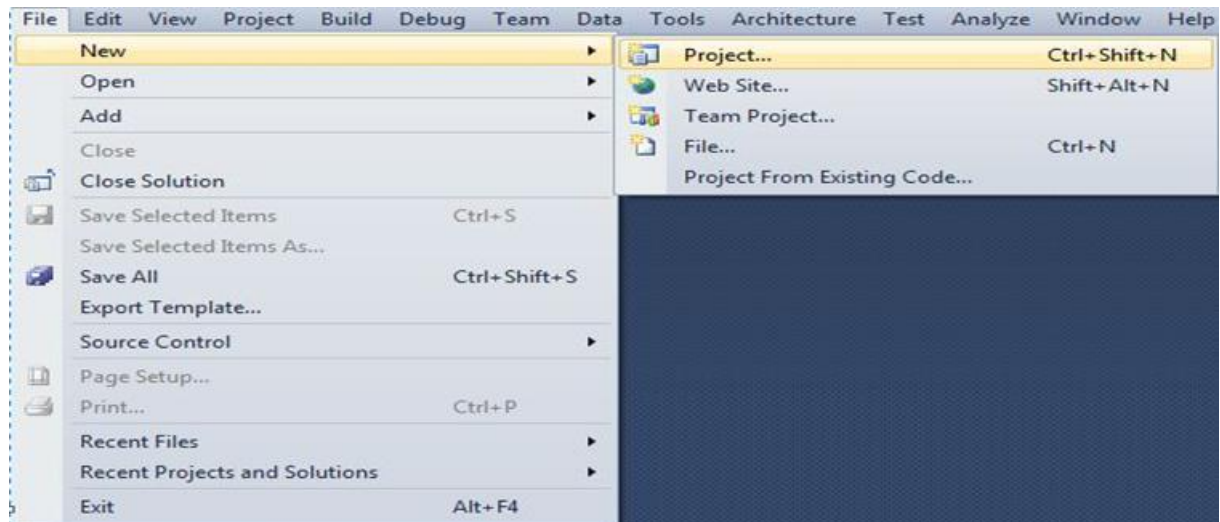 File Edit View Project Build Debug Team Data Tools Architecture Test Analyze Window Help
New
Open
Add
Close
Close Solution
Save Selected Items Ctrl+S
Save Selected Items As...
Save All Ctrl+Shift+S
Export Template...
Source Control
Page Setup...
Print... Ctrl+P
Recent Files
Recent Projects and Solutions
Exit Alt+F4
Project... Ctrl+Shift+N
Web Site... Shift+Alt+N
Team Project...
File... Ctrl+N
Project From Existing Code...